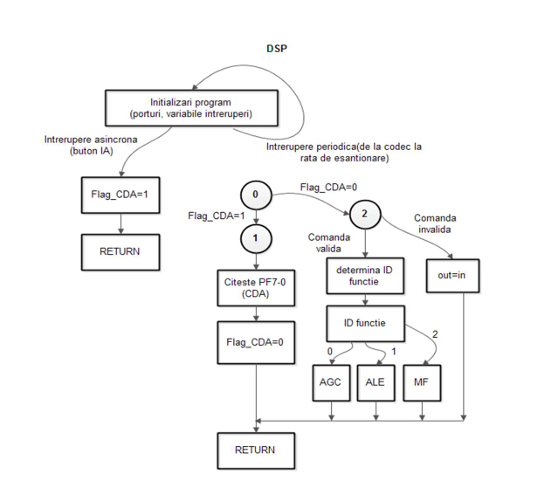 DSP
Initializari program
(porturi, variabile intreruperi)
Intrerupere asincrona
(buton IA)
Intrerupere periodica(de la codec la
rata de esantionare)
Flag_CDA=1
RETURN
0
Flag_CDA=0
Flag_CDA=1
2
1
Comanda
invalida
Comanda
valida
Citeste PF7-0
(CDA)
determina ID
functie
out=in
Flag_CDA=0
ID functie
0
1
2
AGC
ALE
MF
RETURN